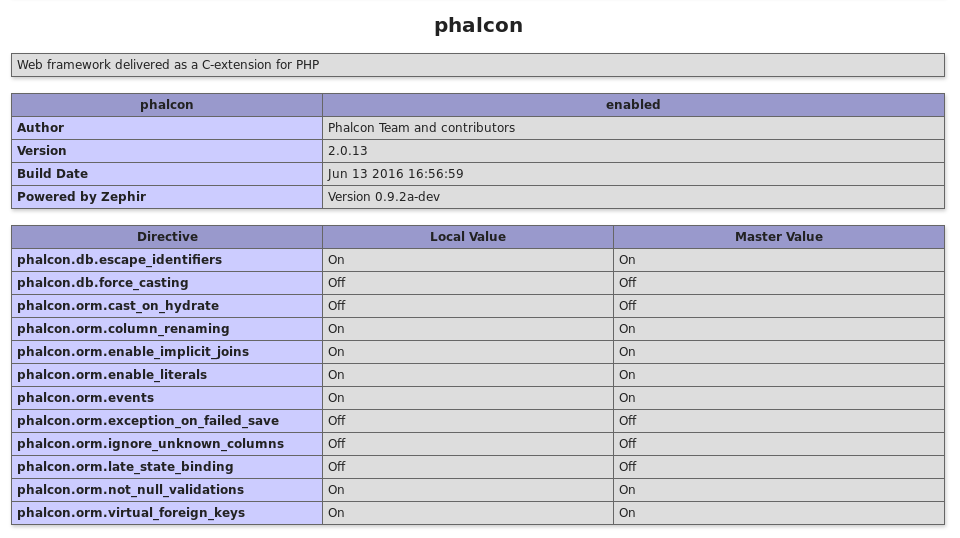 phalcon
Web framework delivered as a C-extension for PHP
phalcon enabled
Author Phalcon Team and contributors
Version 2.0.13
Build Date Jun 13 2016 16:56:59
Powered by Zephir Version 0.9.2a-dev
Directive Local Value Master Value
phalcon.db.escape_identifiers On On
phalcon.db.force_casting Off Off
phalcon.orm.cast_on_hydrate Off Off
phalcon.orm.column_renaming On On
phalcon.orm.enable_implicit_joins On On
phalcon.orm.enable_literals On On
phalcon.orm.events On On
phalcon.orm.exception_on_failed_save Off Off
phalcon.orm.ignore_unknown_columns Off Off
phalcon.orm.late_state_binding Off Off
phalcon.orm.not_null_validations On On
phalcon.orm.virtual_foreign_keys On On